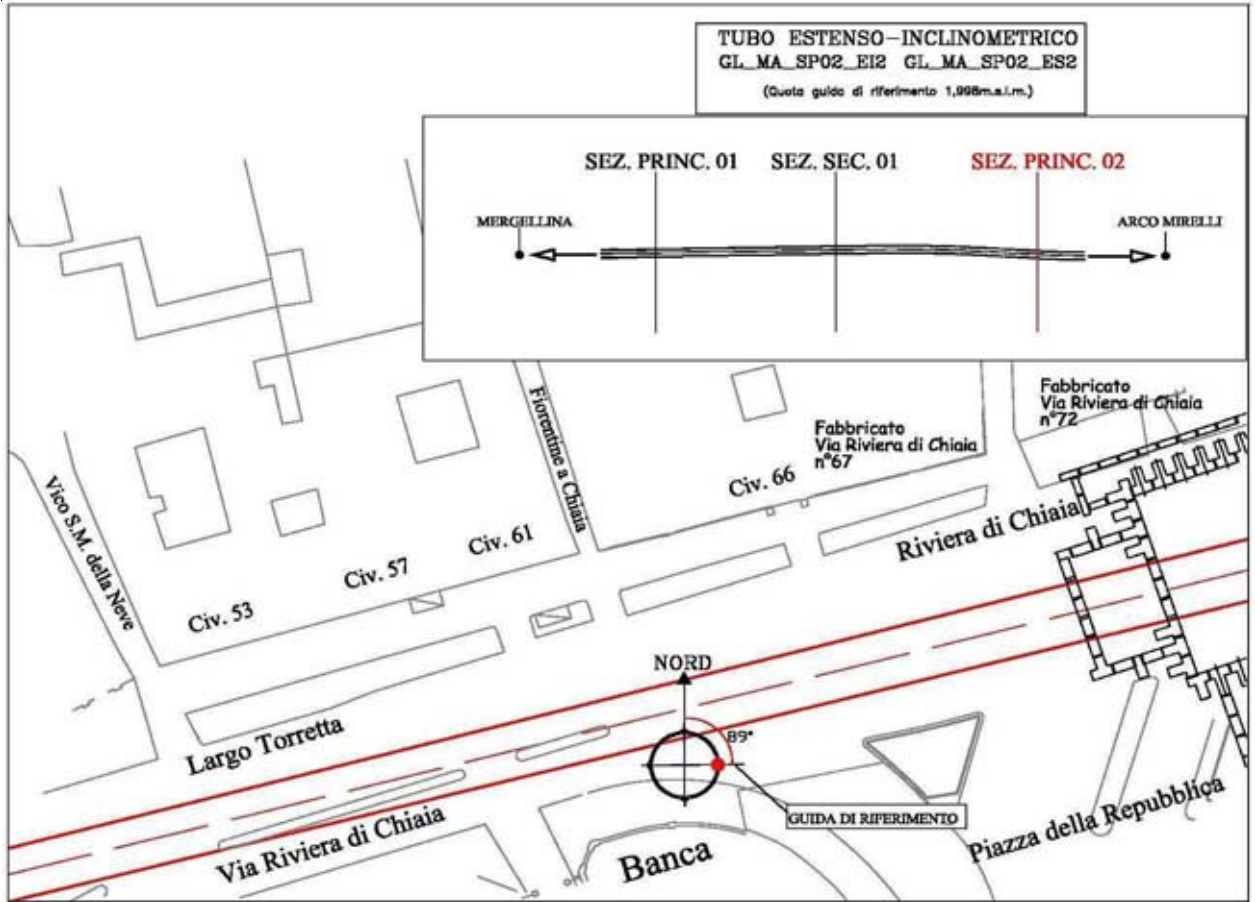 TUBO ESTENSO-INCLINOMETRICO
GL_MA_SP02_EI2 GL_MA_SP02_ES2
(Quota guida di riferimento 1,998m.s.l.m.)
SEZ. PRINC. 01
SEZ. SEC. 01
SEZ. PRINC. 02
MERGELLINA
ARCO MIRELLI
Fabbricato
Via Riviera di Chiaia
n°72
Fiorentine a Chiaia
Fabbricato
Via Riviera di Chiaia
n°67
Civ. 66
Vico S.M. della Neve
Civ. 61
Civ. 57
Civ. 53
Riviera di Chiaia
NORD
89°
Largo Torretta
GUIDA DI RIFERIMENTO
Via Riviera di Chiaia
Banca
Piazza della Repubblica